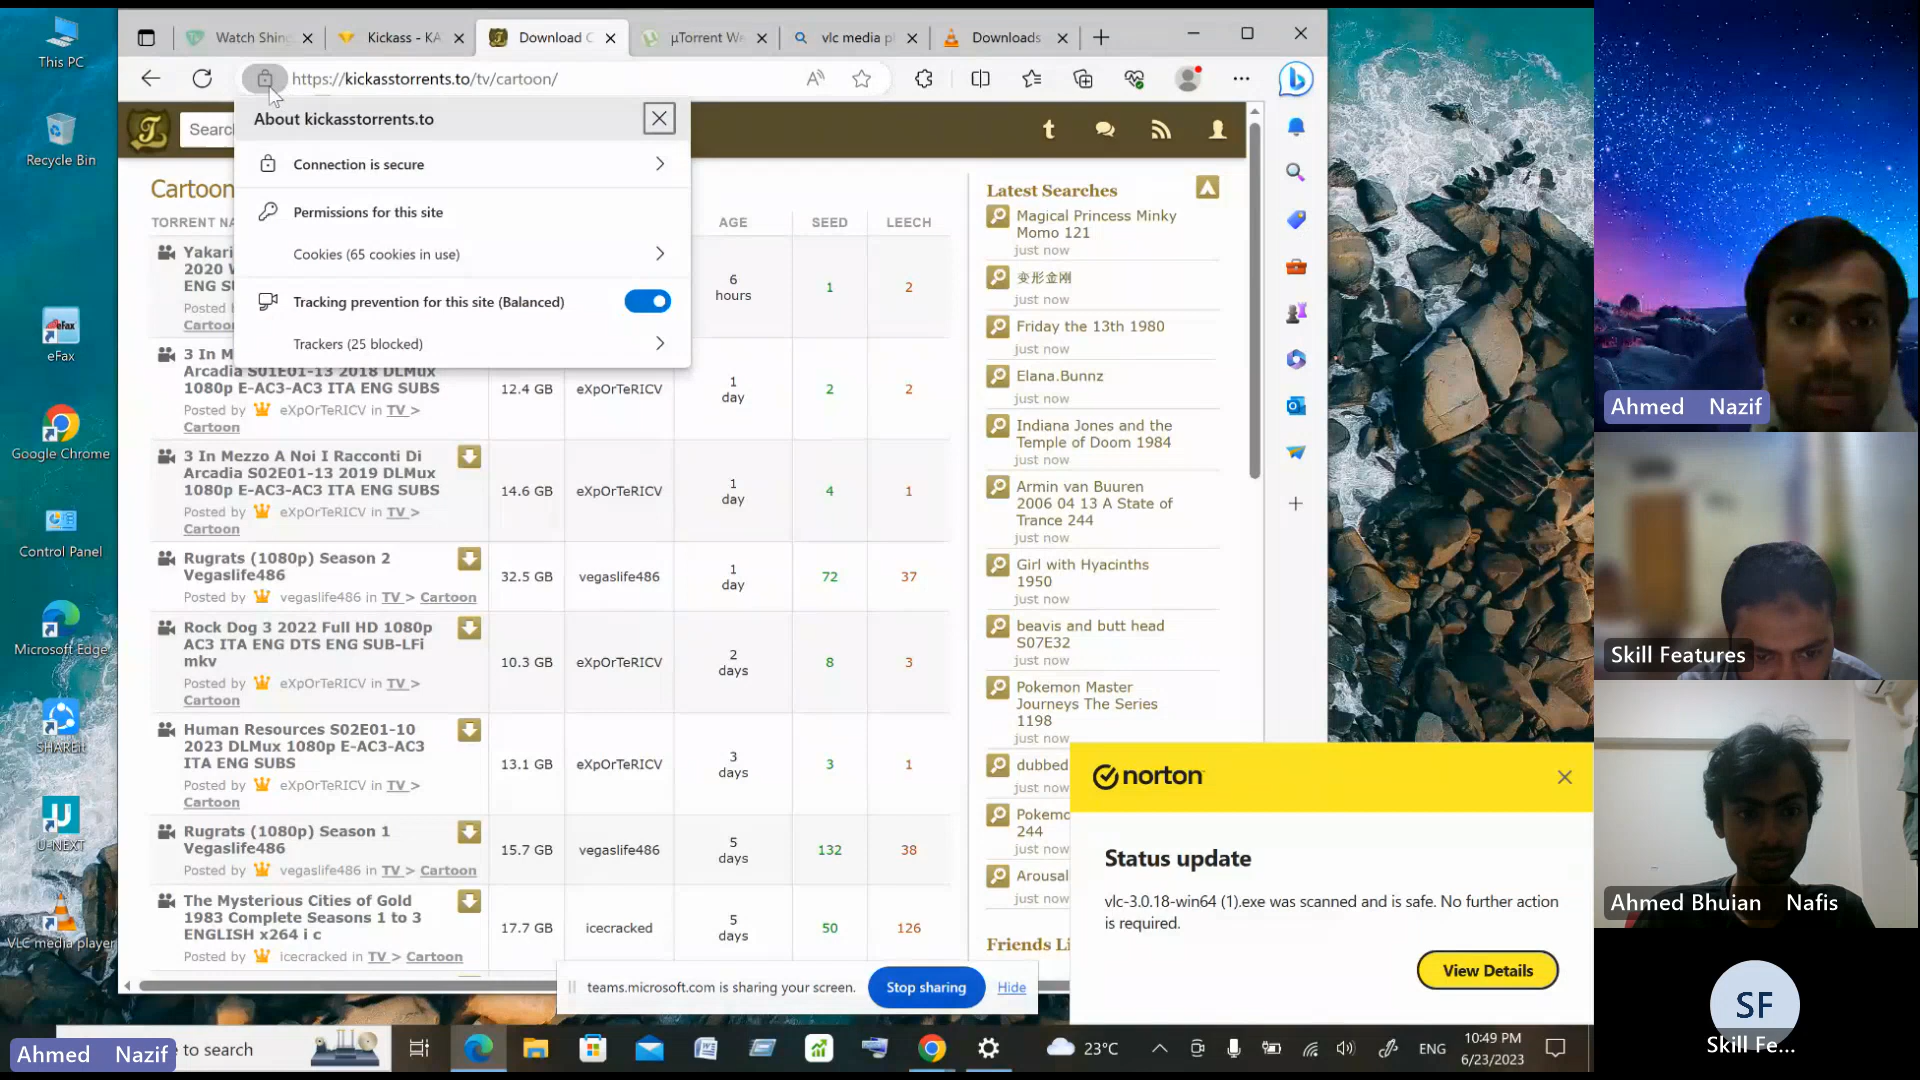 This PC
Recycle Bin
eFax
eFax
Google Chrome
Control Panel
Microsoft Edge
SHAREit
U-NEXT
VLC media player
Watch Shing
Kickass - KA
Download C
µTorrent We
vlc media p
Downloads
https://kickasstorrents.to/tv/cartoon/
About kickasstorrents.to
Connection is secure
Permissions for this site
Cookies (65 cookies in use)
Tracking prevention for this site (Balanced)
Trackers (25 blocked)
Searc
Cartoon
TORRENT NA
AGE
SEED
LEECH
Yakari
2020 W
ENG S
Posted
Cartoo
6
hours
1
2
3 In M
Arcadia S01E01-13 2018 DLMux
1080p E-AC3-AC3 ITA ENG SUBS
Posted by eXpOrTeRICV in TV >
Cartoon
12.4 GB
eXpOrTeRICV
1
day
2
2
3 In Mezzo A Noi I Racconti Di
Arcadia S02E01-13 2019 DLMux
1080p E-AC3-AC3 ITA ENG SUBS
Posted by eXpOrTeRICV in TV >
Cartoon
14.6 GB
eXpOrTeRICV
1
day
4
1
Rugrats (1080p) Season 2
Vegaslife486
Posted by vegaslife486 in TV > Cartoon
32.5 GB
vegaslife486
1
day
72
37
Rock Dog 3 2022 Full HD 1080p
AC3 ITA ENG DTS ENG SUB-LFi
mkv
Posted by eXpOrTeRICV in TV >
Cartoon
10.3 GB
eXpOrTeRICV
2
days
8
3
Human Resources S02E01-10
2023 DLMux 1080p E-AC3-AC3
ITA ENG SUBS
Posted by eXpOrTeRICV in TV >
Cartoon
13.1 GB
eXpOrTeRICV
3
days
3
1
Rugrats (1080p) Season 1
Vegaslife486
Posted by vegaslife486 in TV > Cartoon
15.7 GB
vegaslife486
5
days
132
38
The Mysterious Cities of Gold
1983 Complete Seasons 1 to 3
ENGLISH x264 i c
Posted by icecracked in TV > Cartoon
17.7 GB
icecracked
5
days
50
126
Latest Searches
Magical Princess Minky
Momo 121
just now
变形金刚
just now
Friday the 13th 1980
just now
Elana.Bunnz
just now
Indiana Jones and the
Temple of Doom 1984
just now
Armin van Buuren
2006 04 13 A State of
Trance 244
just now
Girl with Hyacinths
1950
just now
beavis and butt head
S07E32
just now
Pokemon Master
Journeys The Series
1198
just now
dubbed
just now
Pokemo
244
just now
Arousal
just now
Friends Li
norton
Status update
vlc-3.0.18-win64 (1).exe was scanned and is safe. No further action
is required.
View Details
teams.microsoft.com is sharing your screen.
Stop sharing
Hide
Ahmed Nazif
Skill Features
Ahmed Bhuian Nafis
SF
Skill Fe...
Ahmed Nazif
e to search
23°C
ENG
10:49 PM
6/23/2023